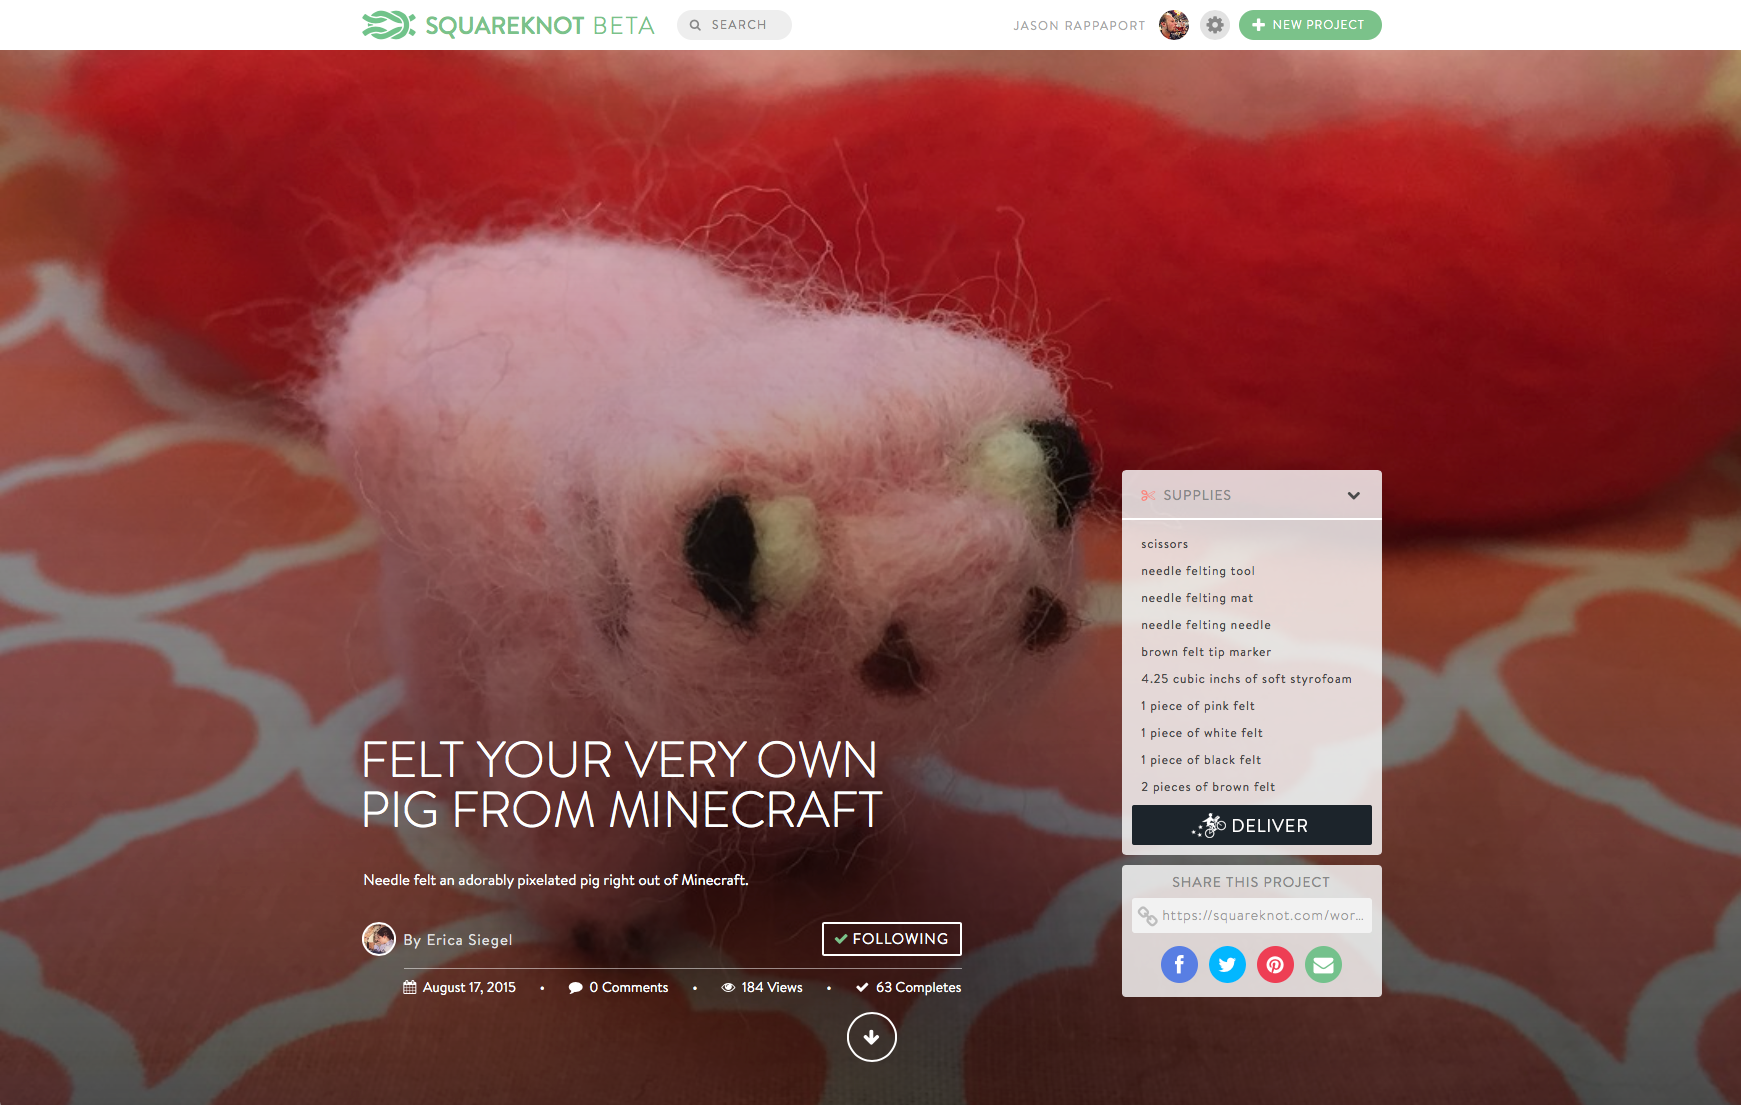 SQUAREKNOT BETA
SEARCH
JASON RAPPAPORT
NEW PROJECT
FELT YOUR VERY OWN
PIG FROM MINECRAFT
Needle felt an adorably pixelated pig right out of Minecraft.
By Erica Siegel
FOLLOWING
August 17, 2015 • 0 Comments • 184 Views • 63 Completes
SUPPLIES
scissors
needle felting tool
needle felting mat
needle felting needle
brown felt tip marker
4.25 cubic inchs of soft styrofoam
1 piece of pink felt
1 piece of white felt
1 piece of black felt
2 pieces of brown felt
DELIVER
SHARE THIS PROJECT
https://squareknot.com/wor...